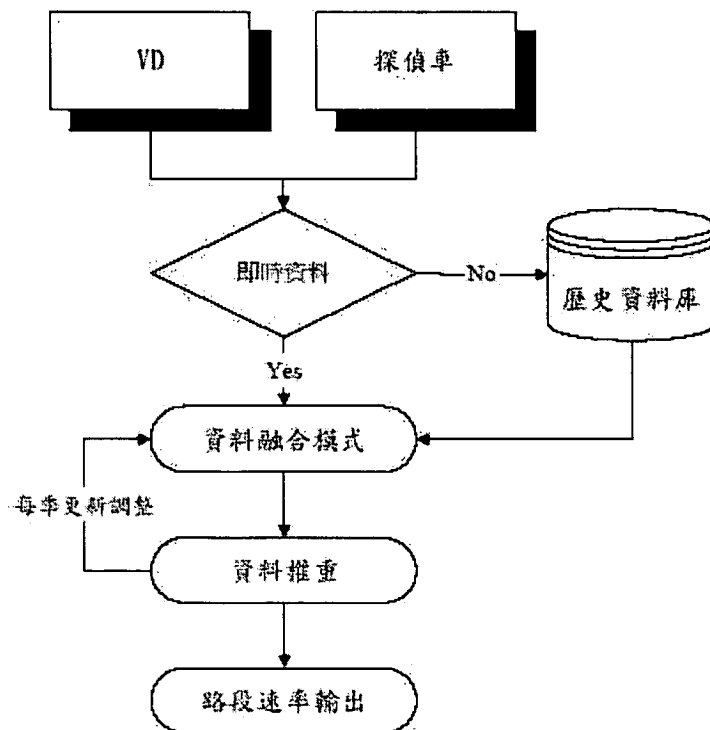 VD
探偵車
即時資料
No
歷史資料庫
Yes
資料融合模式
每季更新調整
資料推重
路段速率輸出